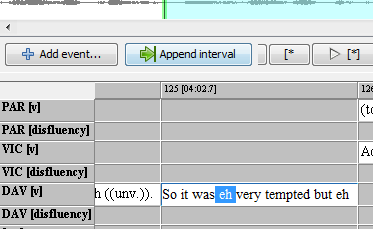 Add event...
Append interval
[*
[*]
125 [04:02.7]
126
PAR [v]
(to
PAR [disfluency]
VIC [v]
VIC [disfluency]
DAV [v]
h ((unv.)).
So it was eh very tempted but eh
DAV [disfluency]